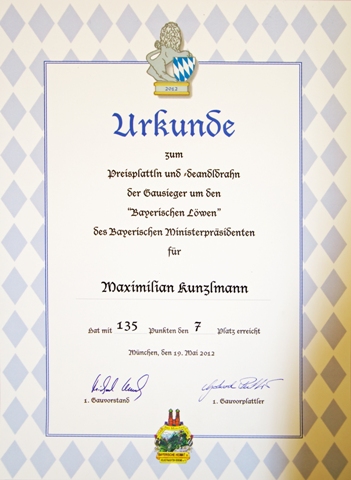 2012
Urkunde
zum
Preisplattln und -deandldrahn
der Gausieger um den
"Bayerischen Löwen"
des Bayerischen Ministerpräsidenten
für
Maximilian Kunzlmann
Hat mit 135 Punkten den 7 Platz erreicht
München, den 19. Mai 2012
1. Gauvorstand 1. Gauvorplattler